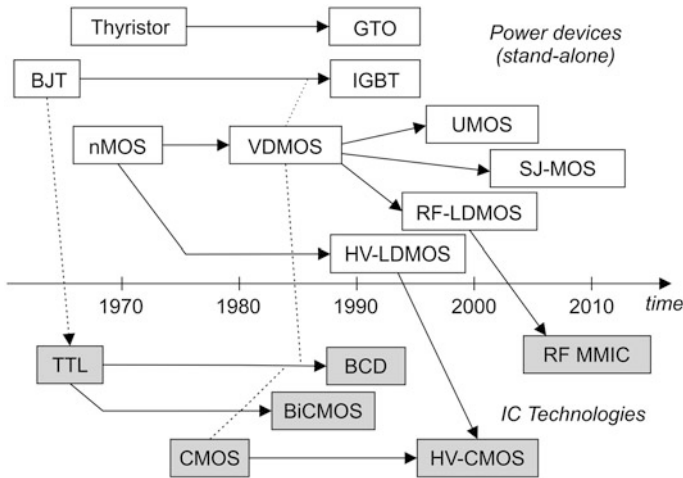 Thyristor
GTO
Power devices
(stand-alone)
BJT
IGBT
nMOS
VDMOS
UMOS
SJ-MOS
RF-LDMOS
HV-LDMOS
1970
1980
1990
2000
2010
time
TTL
BCD
RF MMIC
BiCMOS
IC Technologies
CMOS
HV-CMOS